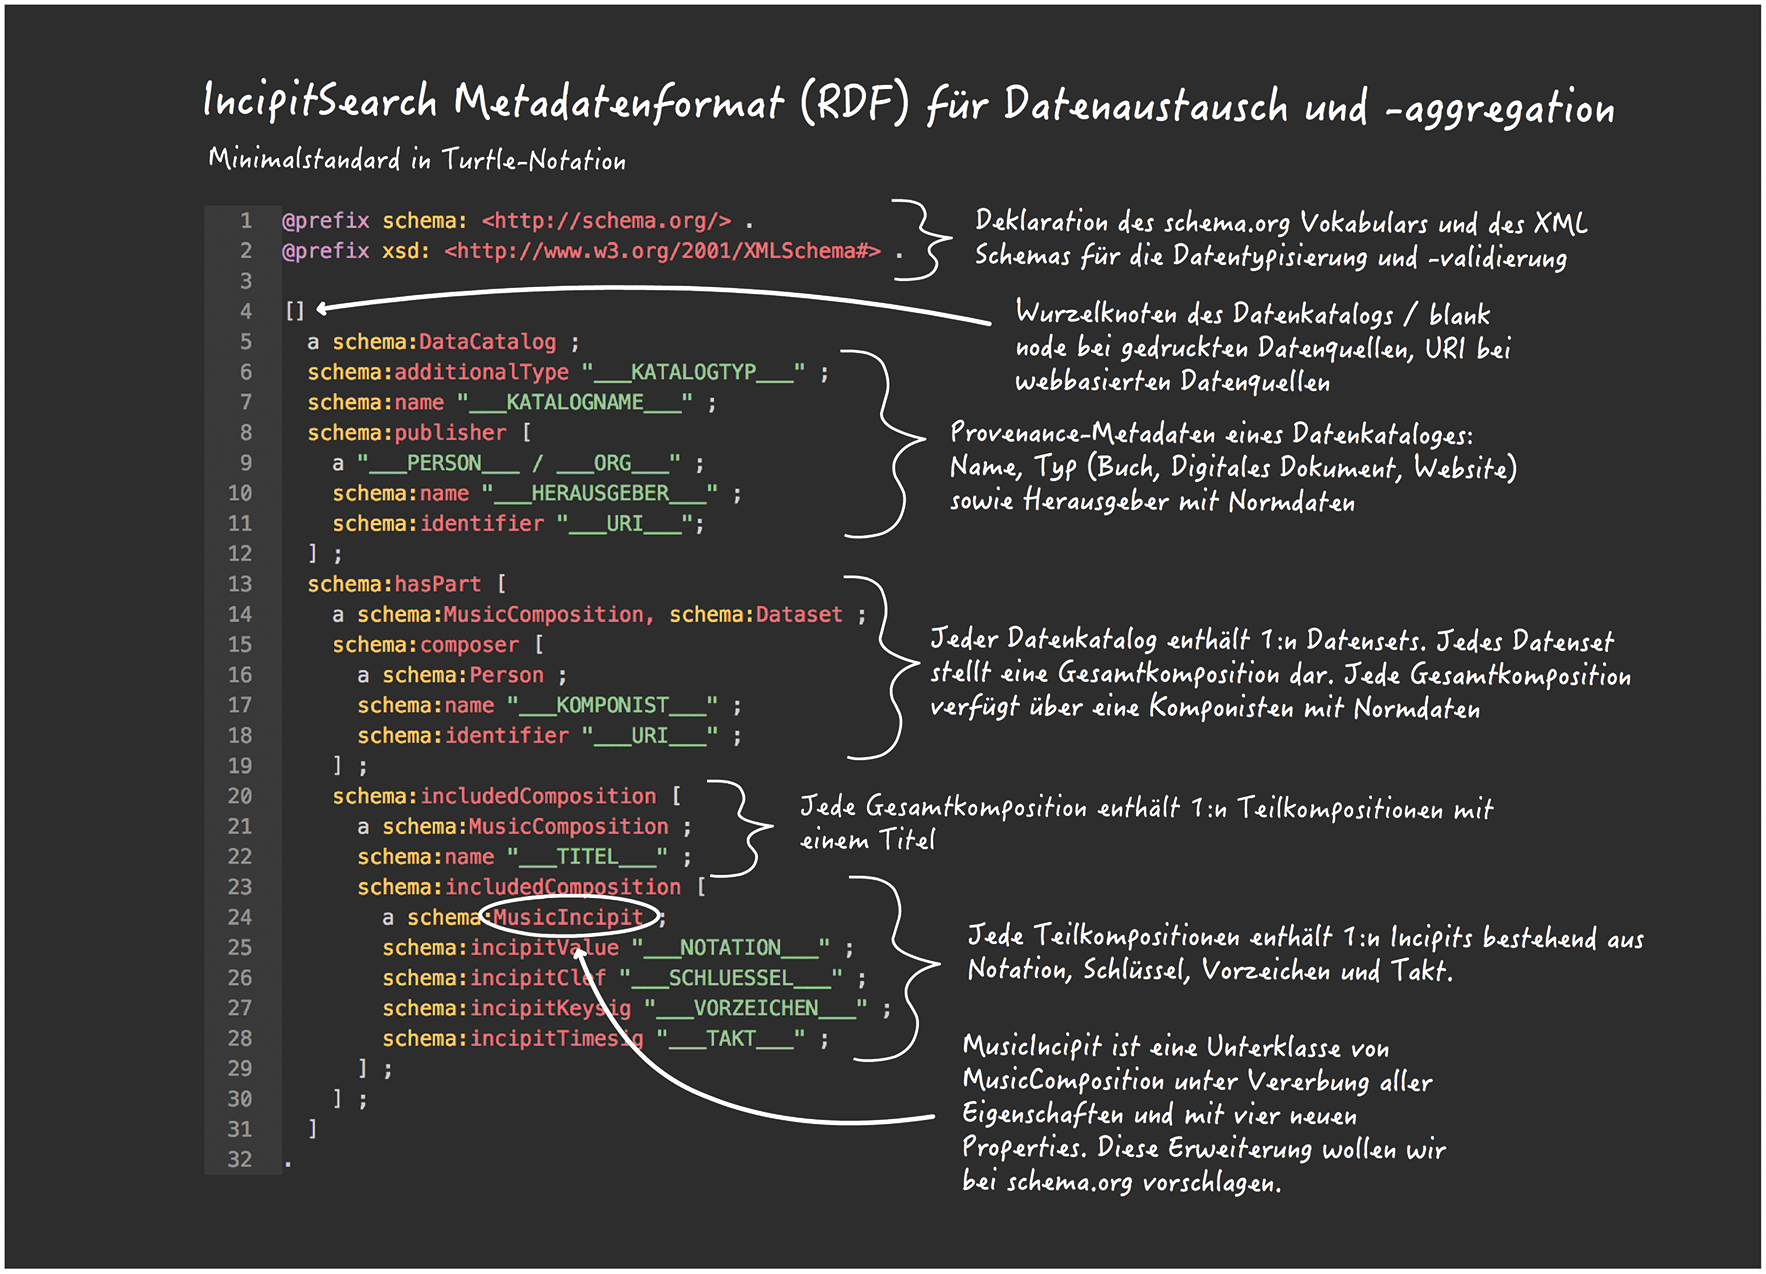 IncipitSearch Metadatenformat (RDF) für Datenaustausch und -aggregation
Minimalstandard in Turtle-Notation
1 @prefix schema: <http://schema.org/> .
2 @prefix xsd: <http://www.w3.org/2001/XMLSchema#> .
3
4 []
5 a schema:DataCatalog ;
6 schema:additionalType "___KATALOGTYP___" ;
7 schema:name "___KATALOGNAME___" ;
8 schema:publisher [
9 a "___PERSON___ / ___ORG___" ;
10 schema:name "___HERAUSGEBER___" ;
11 schema:identifier "___URI___";
12 ] ;
13 schema:hasPart [
14 a schema:MusicComposition, schema:Dataset ;
15 schema:composer [
16 a schema:Person ;
17 schema:name "___KOMPONIST___" ;
18 schema:identifier "___URI___" ;
19 ] ;
20 schema:includedComposition [
21 a schema:MusicComposition ;
22 schema:name "___TITEL___" ;
23 schema:includedComposition [
24 a schema:MusicIncipit ;
25 schema:incipitValue "___NOTATION___" ;
26 schema:incipitClef "___SCHLUESSEL___" ;
27 schema:incipitKeysig "___VORZEICHEN___" ;
28 schema:incipitTimesig "___TAKT___" ;
29 ] ;
30 ] ;
31 ]
32 .
Deklaration des schema.org Vokabulars und des XML
Schemas für die Datentypisierung und -validierung
Wurzelknoten des Datenkatalogs / blank
node bei gedruckten Datenquellen, URI bei
webbasierten Datenquellen
Provenance-Metadaten eines Datenkataloges:
Name, Typ (Buch, Digitales Dokument, Website)
sowie Herausgeber mit Normdaten
Jeder Datenkatalog enthält 1:n Datensets. Jedes Datenset
stellt eine Gesamtkomposition dar. Jede Gesamtkomposition
verfügt über eine Komponisten mit Normdaten
Jede Gesamtkomposition enthält 1:n Teilkompositionen mit
einem Titel
Jede Teilkompositionen enthält 1:n Incipits bestehend aus
Notation, Schlüssel, Vorzeichen und Takt.
MusicIncipit ist eine Unterklasse von
MusicComposition unter Vererbung aller
Eigenschaften und mit vier neuen
Properties. Diese Erweiterung wollen wir
bei schema.org vorschlagen.